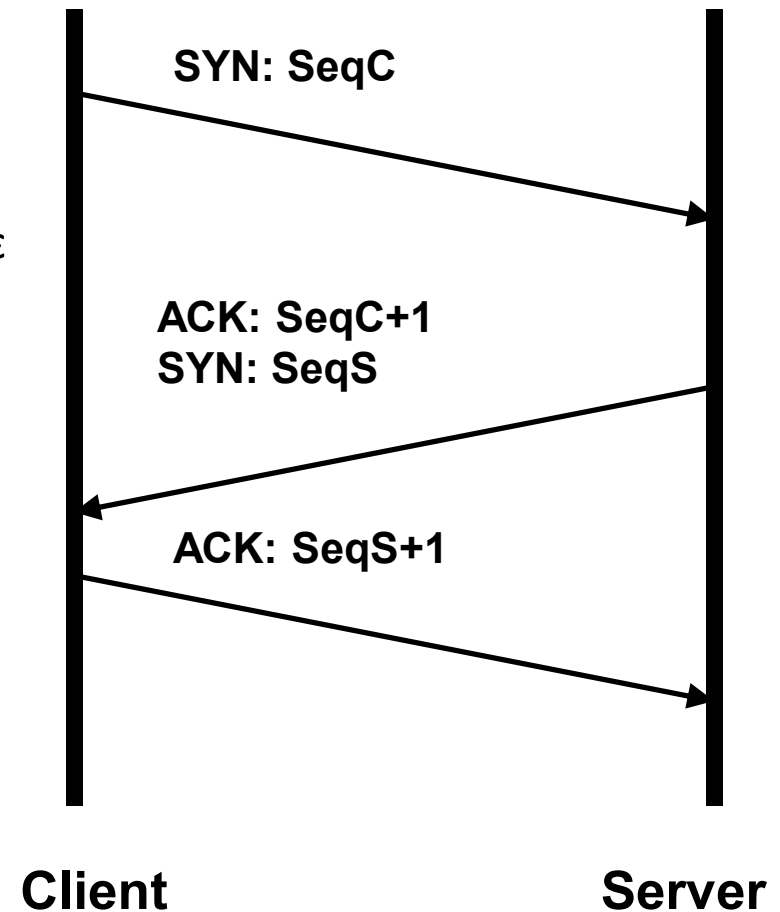 SYN: SeqC
ACK: SeqC+1
SYN: SeqS
ACK: SeqS+1
Client
Server